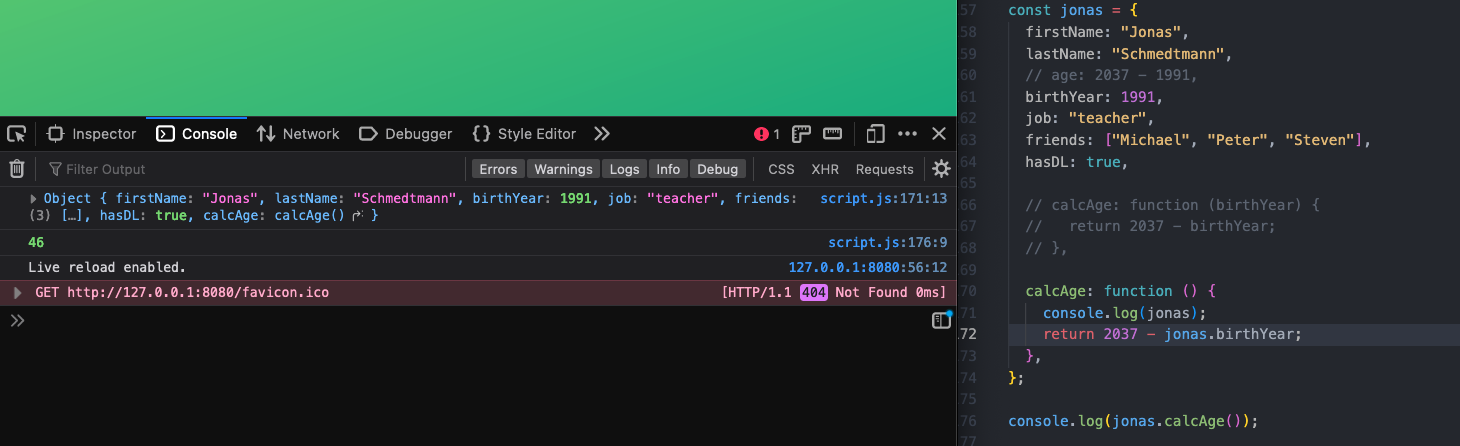 Inspector
Console
Network
Debugger
Style Editor
1
Filter Output
Errors
Warnings
Logs
Info
Debug
CSS
XHR
Requests
Object { firstName: "Jonas", lastName: "Schmedtmann", birthYear: 1991, job: "teacher", friends: script.js:171:13
(3) […], hasDL: true, calcAge: calcAge() }
46 script.js:176:9
Live reload enabled. 127.0.0.1:8080:56:12
GET http://127.0.0.1:8080/favicon.ico [HTTP/1.1 404 Not Found 0ms]
57 const jonas = {
58 firstName: "Jonas",
59 lastName: "Schmedtmann",
60 // age: 2037 - 1991,
61 birthYear: 1991,
62 job: "teacher",
63 friends: ["Michael", "Peter", "Steven"],
64 hasDL: true,
65
66 // calcAge: function (birthYear) {
67 //   return 2037 - birthYear;
68 // },
69
70 calcAge: function () {
71 console.log(jonas);
172 return 2037 - jonas.birthYear;
73 },
74 };
75
76 console.log(jonas.calcAge());
77